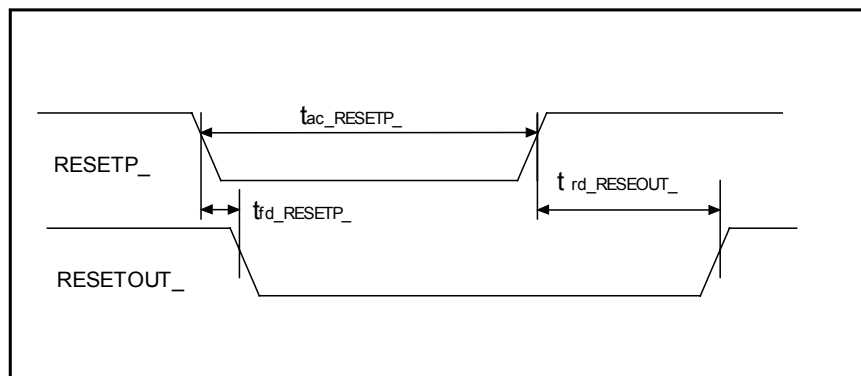 tac_RESETP_
RESETP_
t rd_RESEOUT_
tfd_RESETP_
RESETOUT_